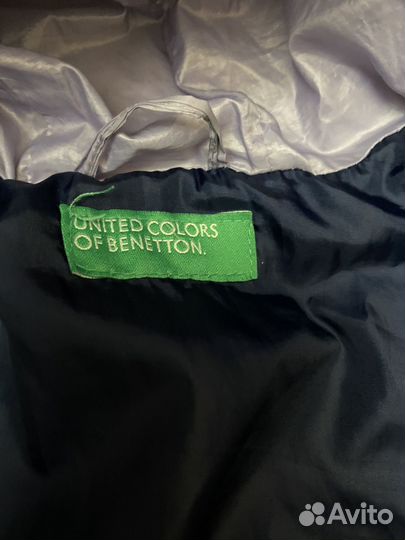 UNITED COLORS
OF BENETTON.
Avito